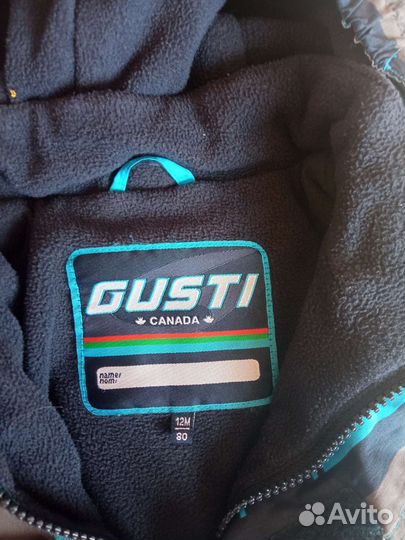 GUSTI
CANADA
name/
nom:
12M
80
Avito